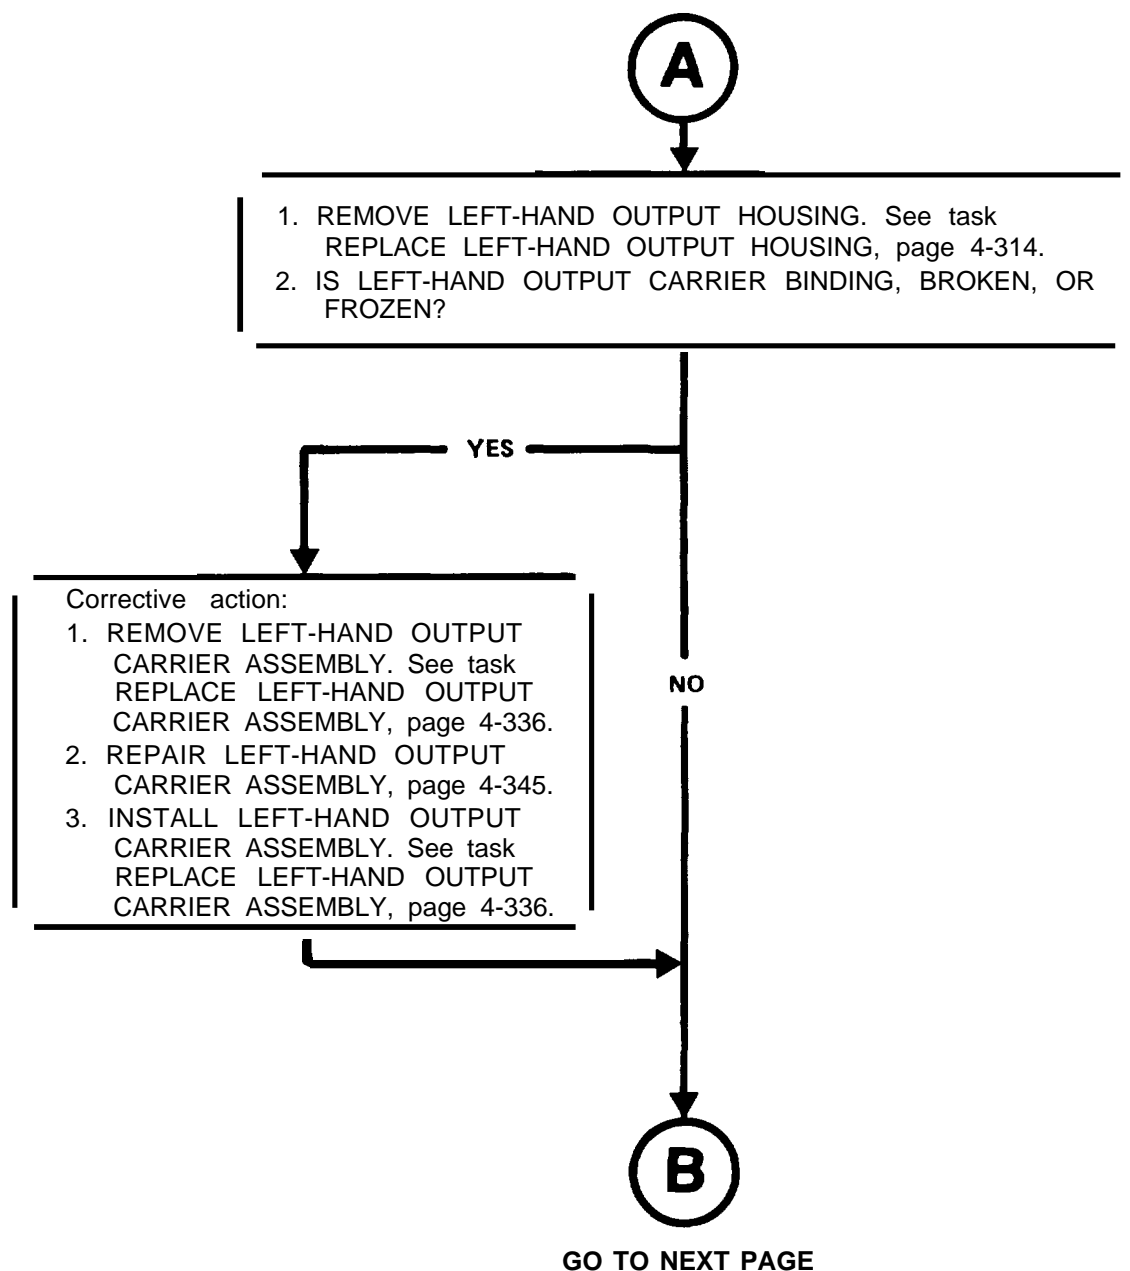 A
1. REMOVE LEFT-HAND OUTPUT HOUSING. See task
REPLACE LEFT-HAND OUTPUT HOUSING, page 4-314.
2. IS LEFT-HAND OUTPUT CARRIER BINDING, BROKEN, OR
FROZEN?
YES
Corrective action:
1. REMOVE LEFT-HAND OUTPUT
CARRIER ASSEMBLY. See task
REPLACE LEFT-HAND OUTPUT
CARRIER ASSEMBLY, page 4-336.
2. REPAIR LEFT-HAND OUTPUT
CARRIER ASSEMBLY, page 4-345.
3. INSTALL LEFT-HAND OUTPUT
CARRIER ASSEMBLY. See task
REPLACE LEFT-HAND OUTPUT
CARRIER ASSEMBLY, page 4-336.
NO
B
GO TO NEXT PAGE